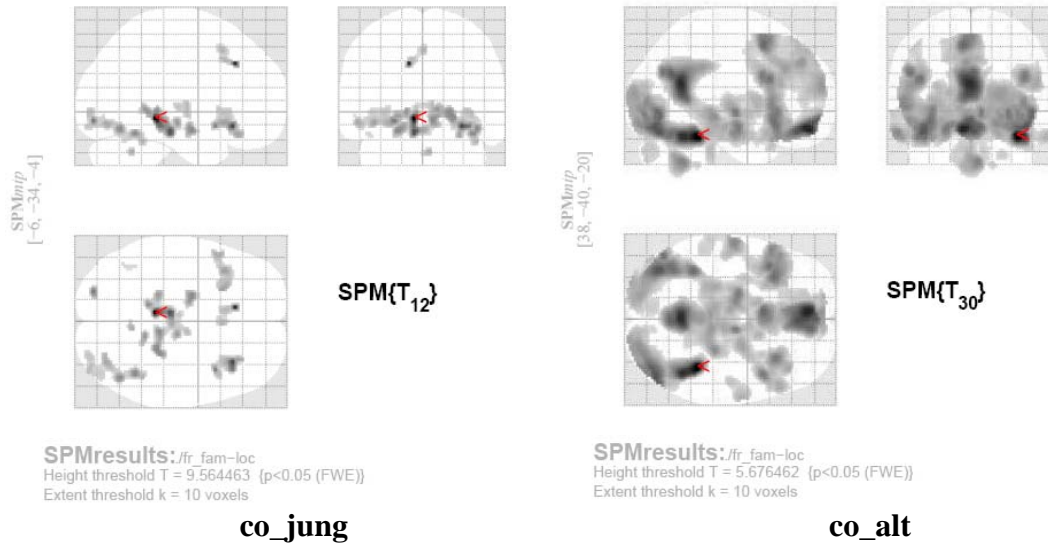 SPMmip
[−6, −34, −4]
SPM{T12}
SPMresults:./fr_fam−loc
Height threshold T = 9.564463 {p<0.05 (FWE)}
Extent threshold k = 10 voxels
co_jung
SPMmip
[38, −40, −20]
SPM{T30}
SPMresults:./fr_fam−loc
Height threshold T = 5.676462 {p<0.05 (FWE)}
Extent threshold k = 10 voxels
co_alt